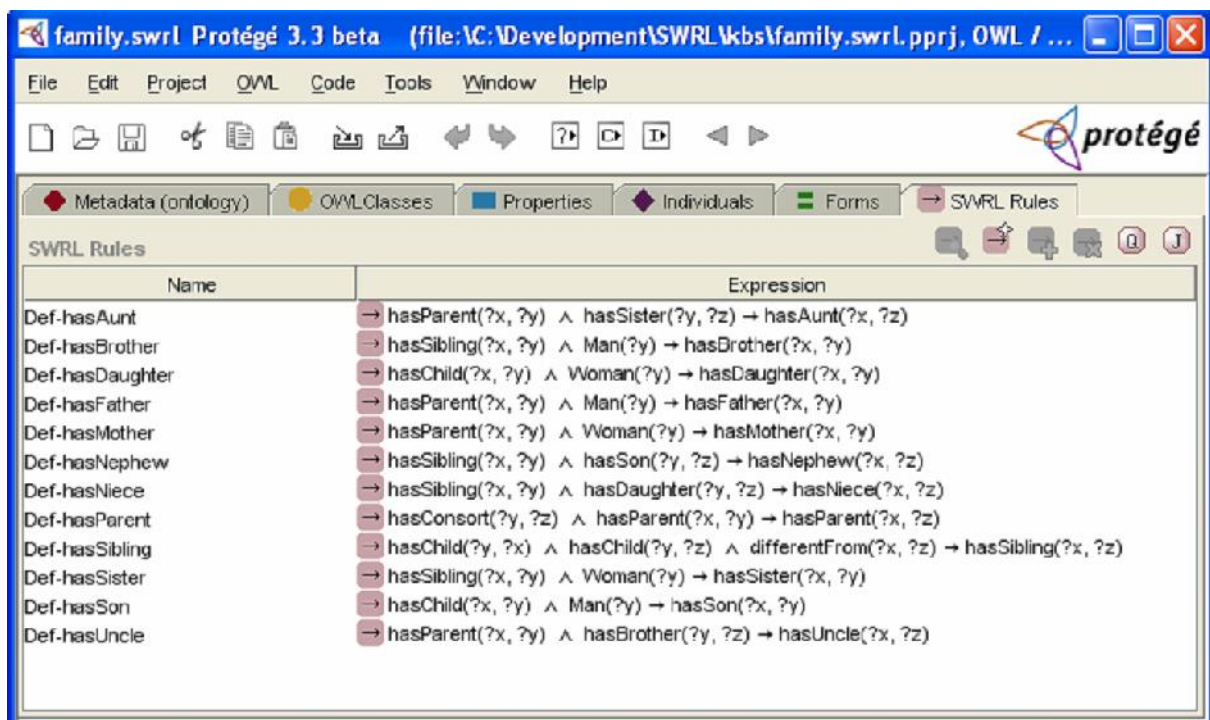 family.swrl Protégé 3.3 beta (file:\C:\Development\SWRL\kbs\family.swrl.pprj, OWL / ...
File Edit Project OWL Code Tools Window Help
protégé
Metadata (ontology) OWLClasses Properties Individuals Forms → SWRL Rules
SWRL Rules Q J
Name Expression
Def-hasAunt → hasParent(?x, ?y) ∧ hasSister(?y, ?z) → hasAunt(?x, ?z)
Def-hasBrother → hasSibling(?x, ?y) ∧ Man(?y) → hasBrother(?x, ?y)
Def-hasDaughter → hasChild(?x, ?y) ∧ Woman(?y) → hasDaughter(?x, ?y)
Def-hasFather → hasParent(?x, ?y) ∧ Man(?y) → hasFather(?x, ?y)
Def-hasMother → hasParent(?x, ?y) ∧ Woman(?y) → hasMother(?x, ?y)
Def-hasNephew → hasSibling(?x, ?y) ∧ hasSon(?y, ?z) → hasNephew(?x, ?z)
Def-hasNiece → hasSibling(?x, ?y) ∧ hasDaughter(?y, ?z) → hasNiece(?x, ?z)
Def-hasParent → hasConsort(?y, ?z) ∧ hasParent(?x, ?y) → hasParent(?x, ?z)
Def-hasSibling → hasChild(?y, ?x) ∧ hasChild(?y, ?z) ∧ differentFrom(?x, ?z) → hasSibling(?x, ?z)
Def-hasSister → hasSibling(?x, ?y) ∧ Woman(?y) → hasSister(?x, ?y)
Def-hasSon → hasChild(?x, ?y) ∧ Man(?y) → hasSon(?x, ?y)
Def-hasUncle → hasParent(?x, ?y) ∧ hasBrother(?y, ?z) → hasUncle(?x, ?z)